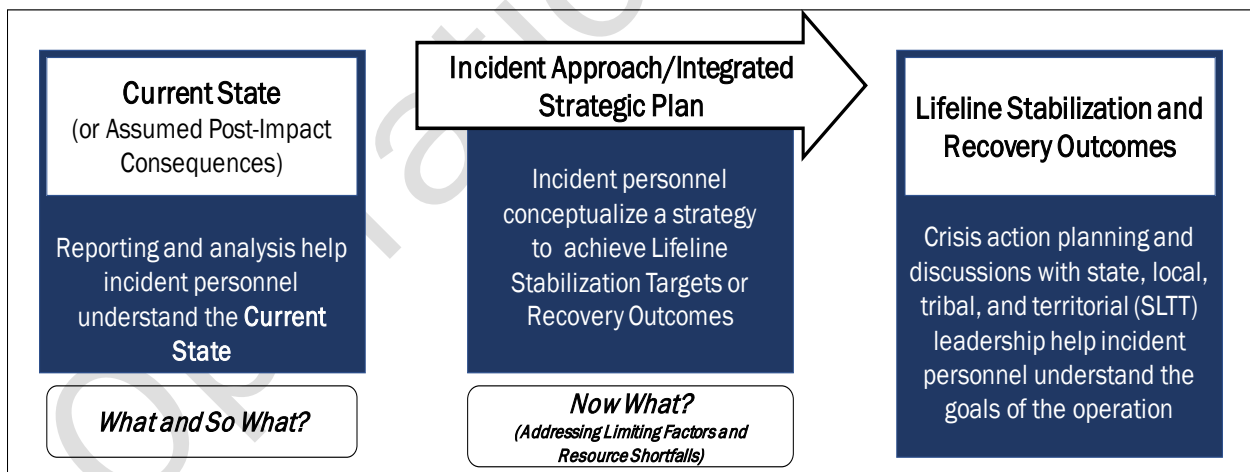 Current State
(or Assumed Post-Impact
Consequences)
Reporting and analysis help
incident personnel
understand the Current
State
What and So What?
Incident Approach/Integrated
Strategic Plan
Incident personnel
conceptualize a strategy
to achieve Lifeline
Stabilization Targets or
Recovery Outcomes
Now What?
(Addressing Limiting Factors and
Resource Shortfalls)
Lifeline Stabilization and
Recovery Outcomes
Crisis action planning and
discussions with state, local,
tribal, and territorial (SLTT)
leadership help incident
personnel understand the
goals of the operation